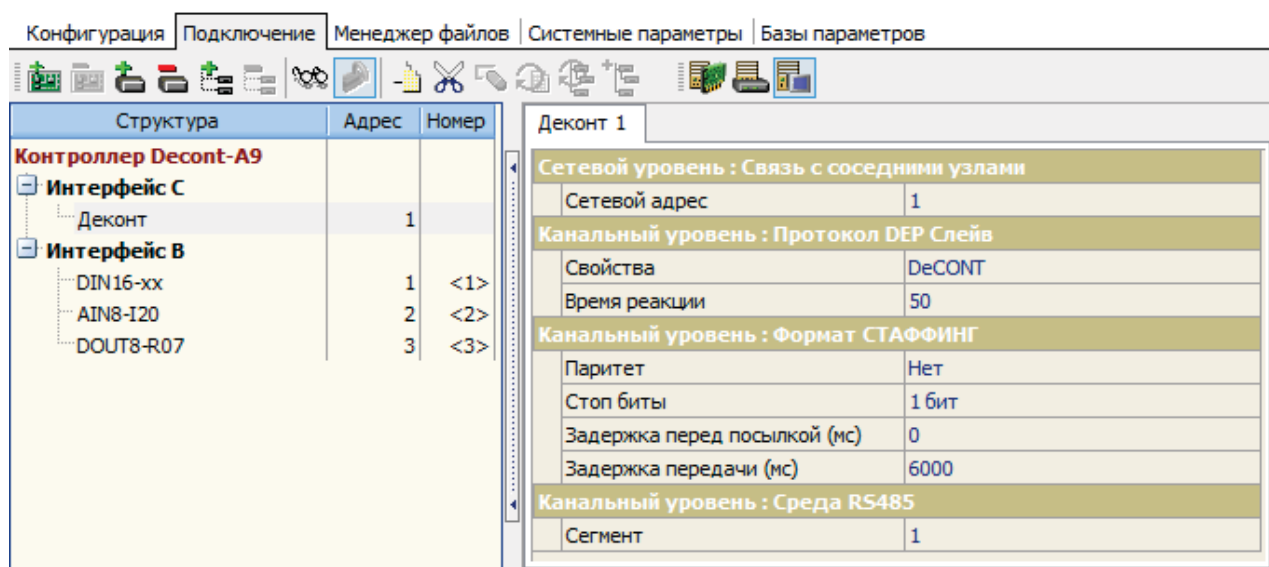 Конфигурация Подключение Менеджер файлов Системные параметры Базы параметров
Структура Адрес Номер
Контроллер Decont-A9
Интерфейс C
Деконт 1
Интерфейс B
DIN16-xx 1 <1>
AIN8-I20 2 <2>
DOUT8-R07 3 <3>
Деконт 1
Сетевой уровень : Связь с соседними узлами
Сетевой адрес 1
Канальный уровень : Протокол DEP Слейв
Свойства DeCONT
Время реакции 50
Канальный уровень : Формат СТАФФИНГ
Паритет Нет
Стоп биты 1 бит
Задержка перед посылкой (мс) 0
Задержка передачи (мс) 6000
Канальный уровень : Среда RS485
Сегмент 1